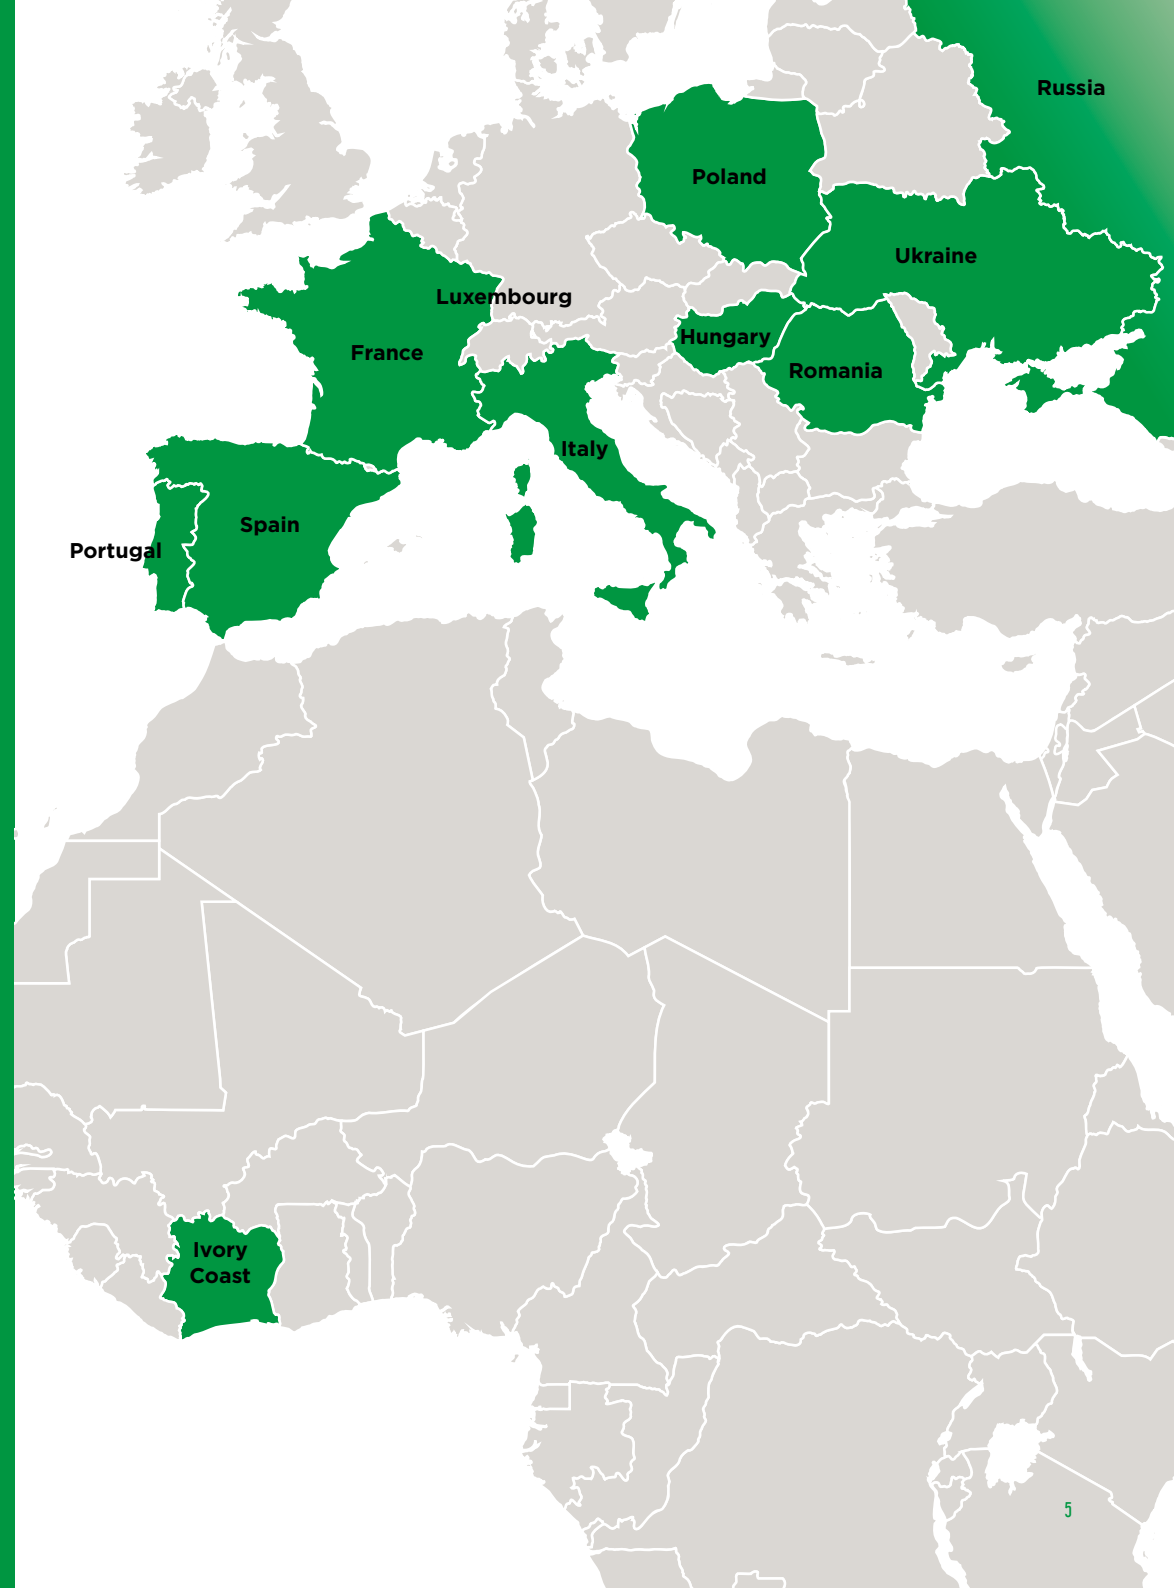 Russia
Poland
Ukraine
Luxembourg
Hungary
France
Romania
Italy
Spain
Portugal
Ivory
Coast
5